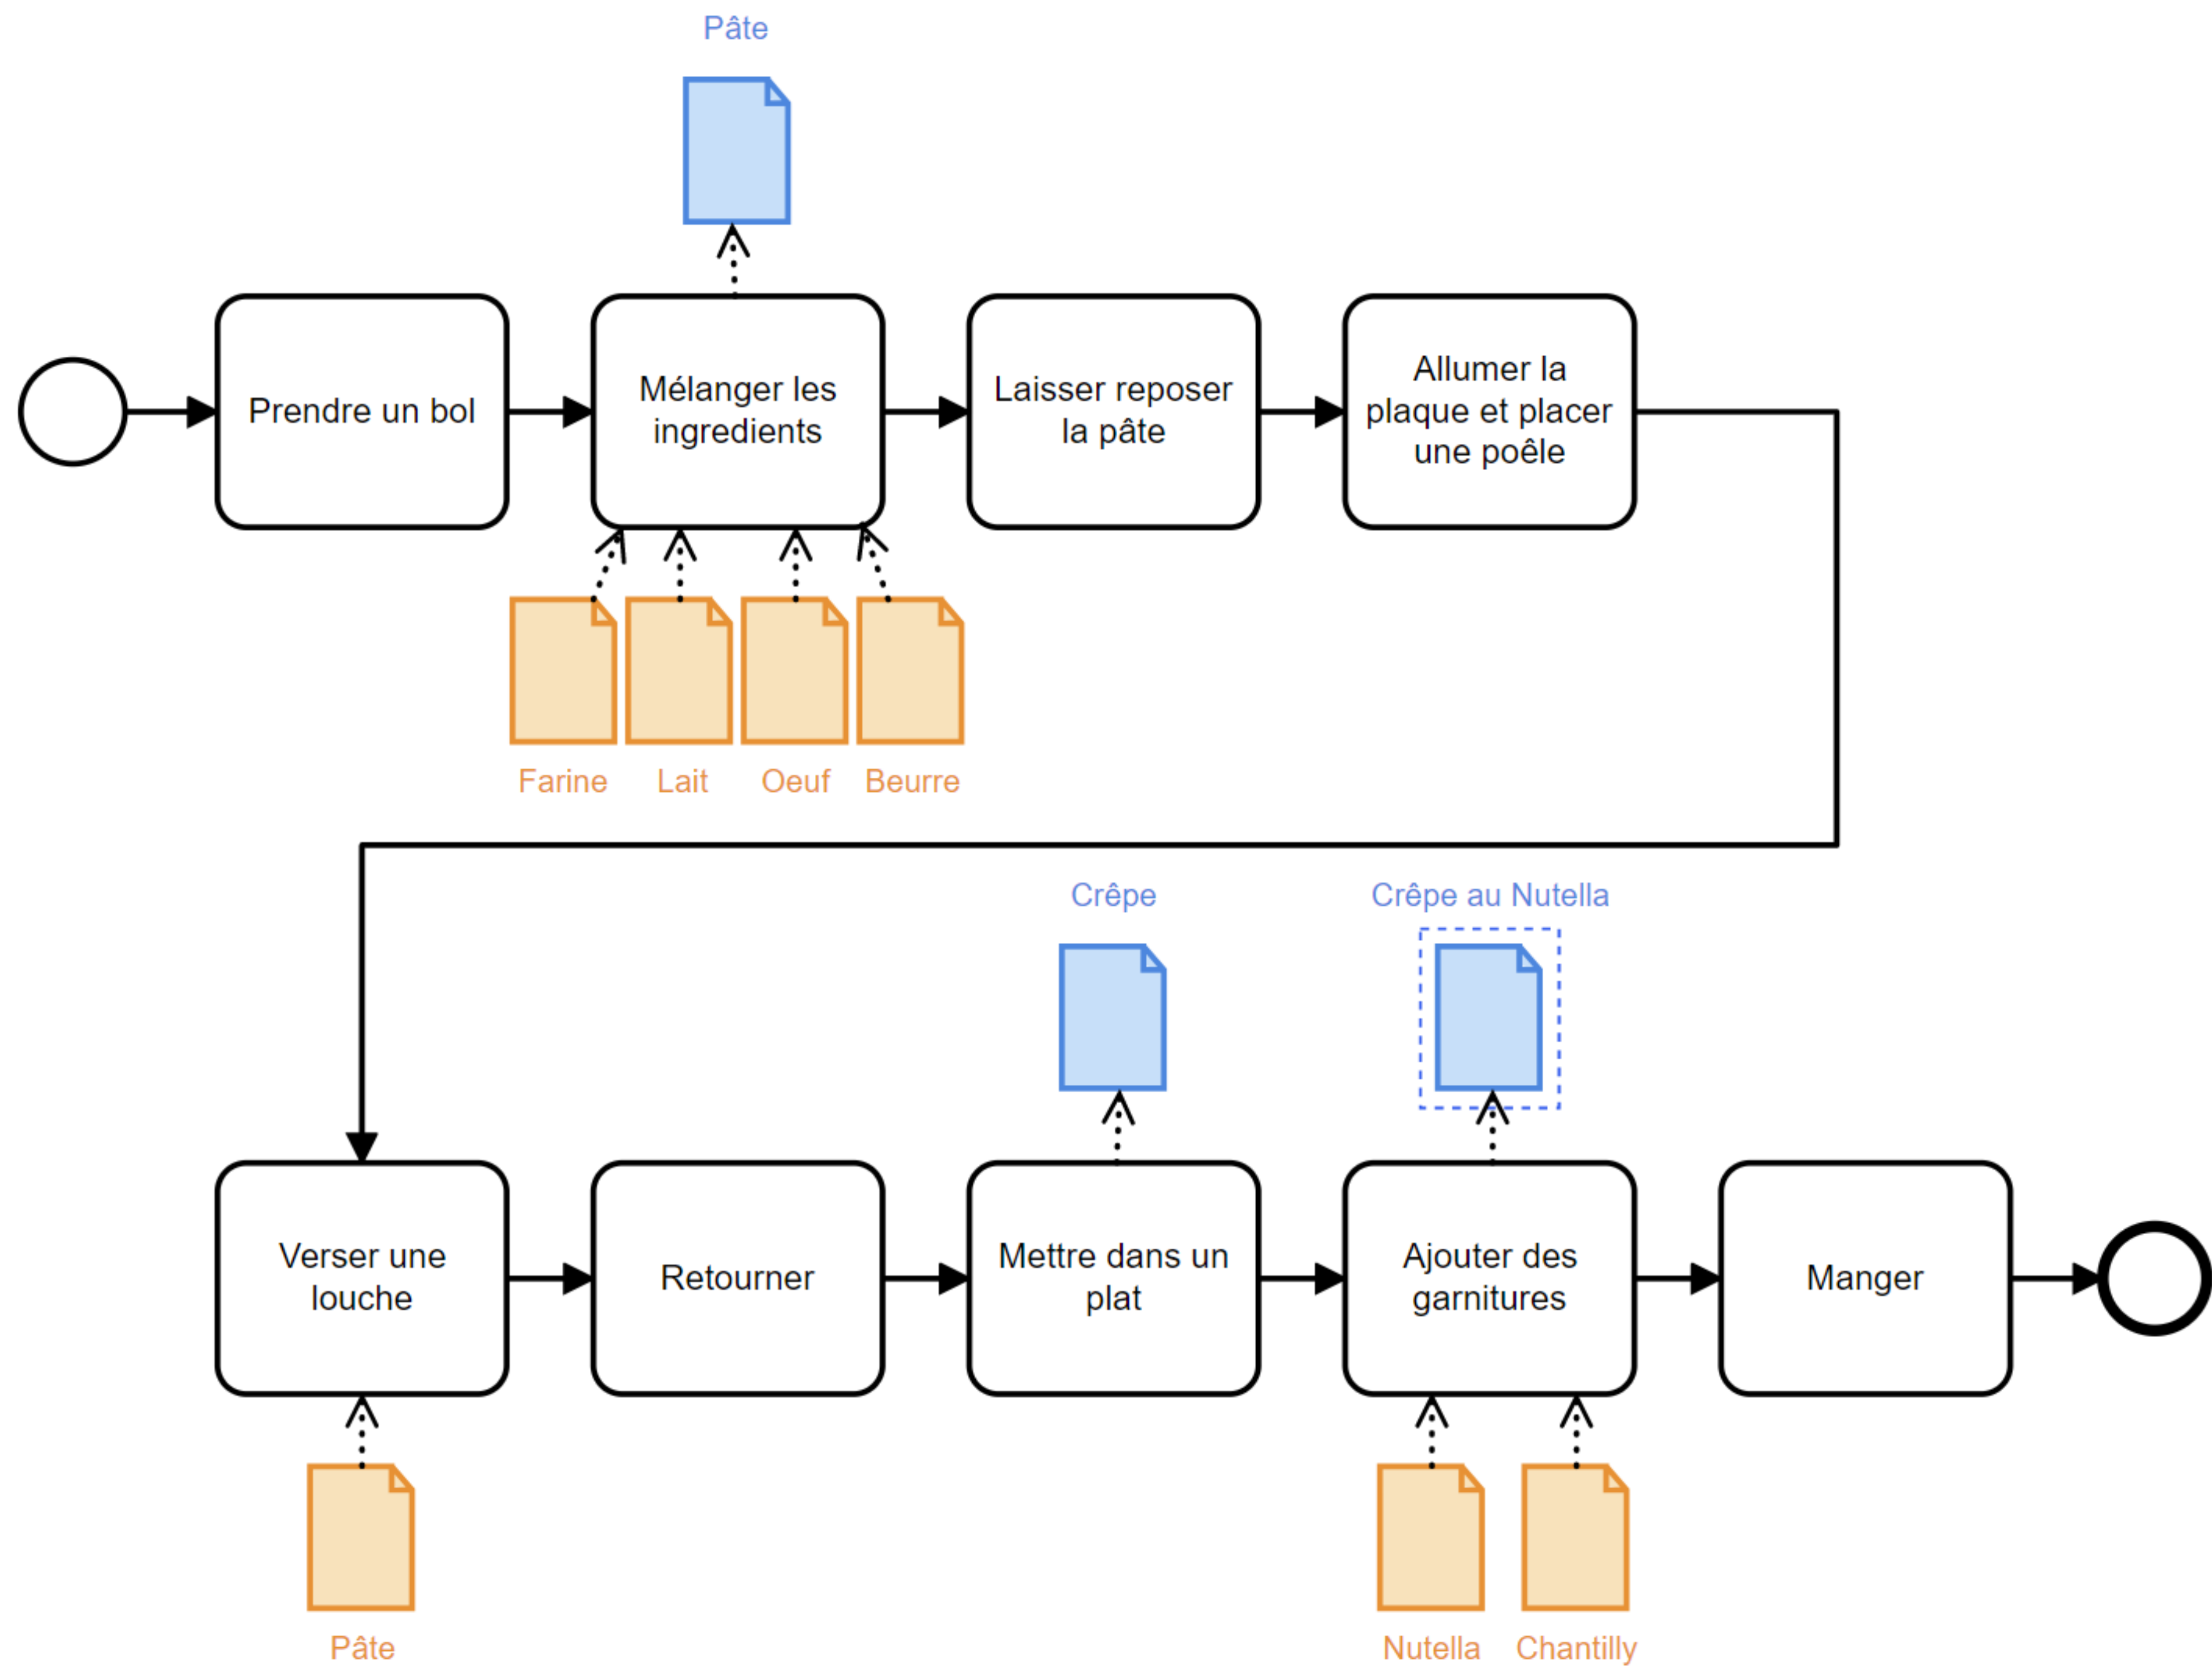 Pâte
Prendre un bol
Mélanger les
ingredients
Laisser reposer
la pâte
Allumer la
plaque et placer
une poêle
Farine
Lait
Oeuf
Beurre
Crêpe
Crêpe au Nutella
Verser une
louche
Retourner
Mettre dans un
plat
Ajouter des
garnitures
Manger
Pâte
Nutella
Chantilly